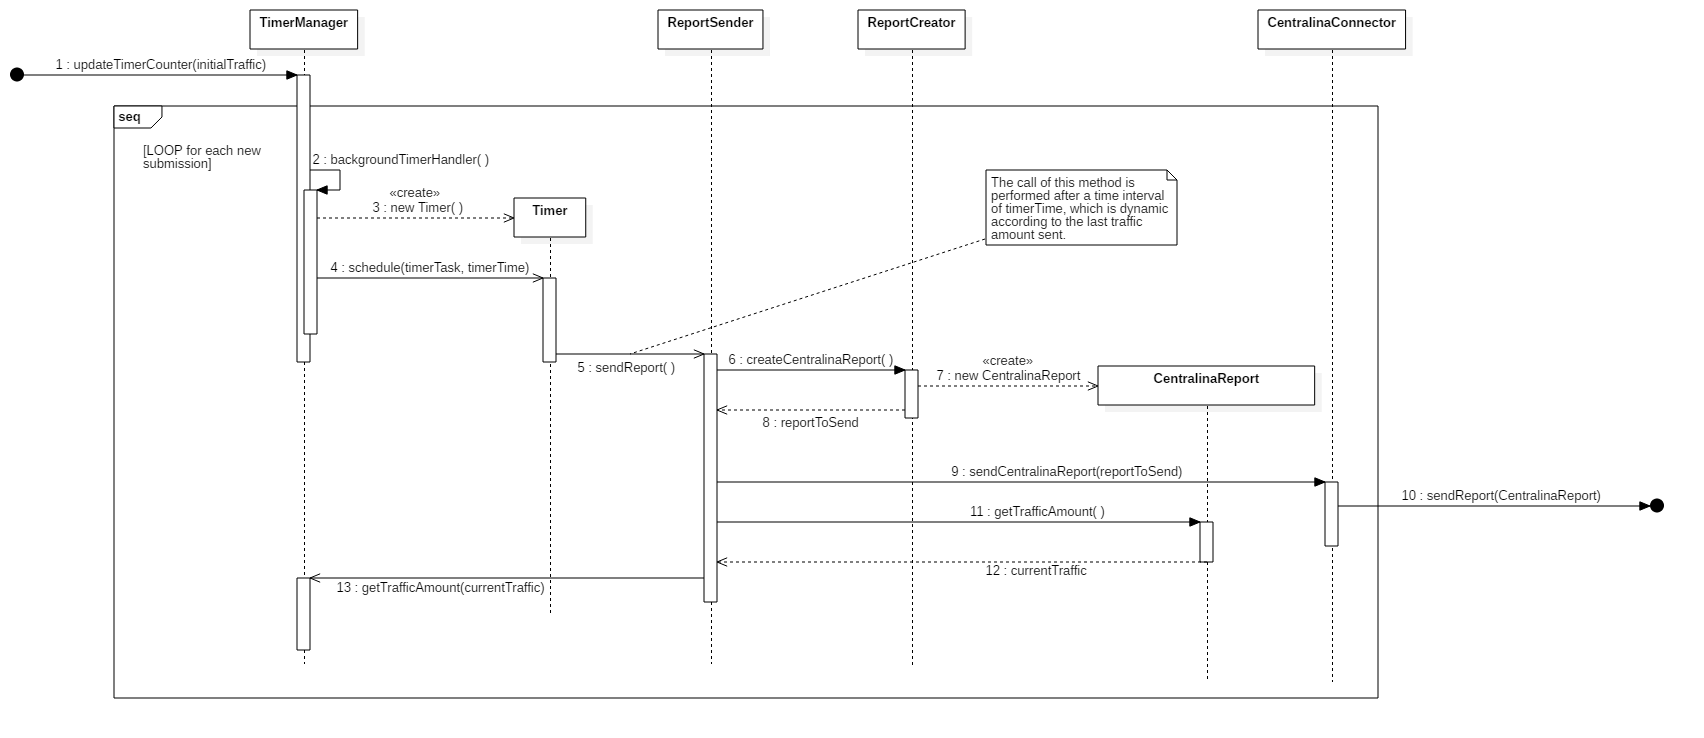 TimerManager
ReportSender
ReportCreator
CentralinaConnector
1 : updateTimerCounter(initialTraffic)
seq
[LOOP for each new
submission]
2 : backgroundTimerHandler( )
«create»
3 : new Timer( )
Timer
The call of this method is
performed after a time interval
of timerTime, which is dynamic
according to the last traffic
amount sent.
4 : schedule(timerTask, timerTime)
5 : sendReport( )
6 : createCentralinaReport( )
«create»
7 : new CentralinaReport
CentralinaReport
8 : reportToSend
9 : sendCentralinaReport(reportToSend)
10 : sendReport(CentralinaReport)
11 : getTrafficAmount( )
12 : currentTraffic
13 : getTrafficAmount(currentTraffic)